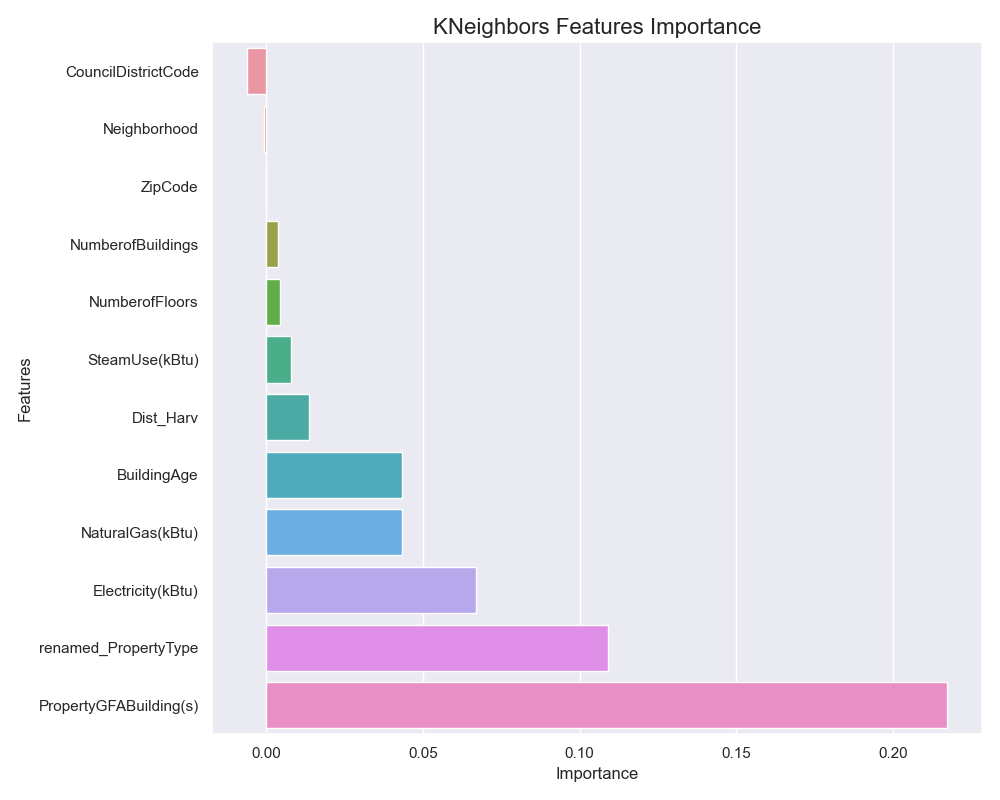 KNeighbors Features Importance
CouncilDistrictCode
Neighborhood
ZipCode
NumberofBuildings
NumberofFloors
SteamUse(kBtu)
Dist_Harv
BuildingAge
NaturalGas(kBtu)
Electricity(kBtu)
renamed_PropertyType
PropertyGFABuilding(s)
Features
0.00 0.05 0.10 0.15 0.20
Importance